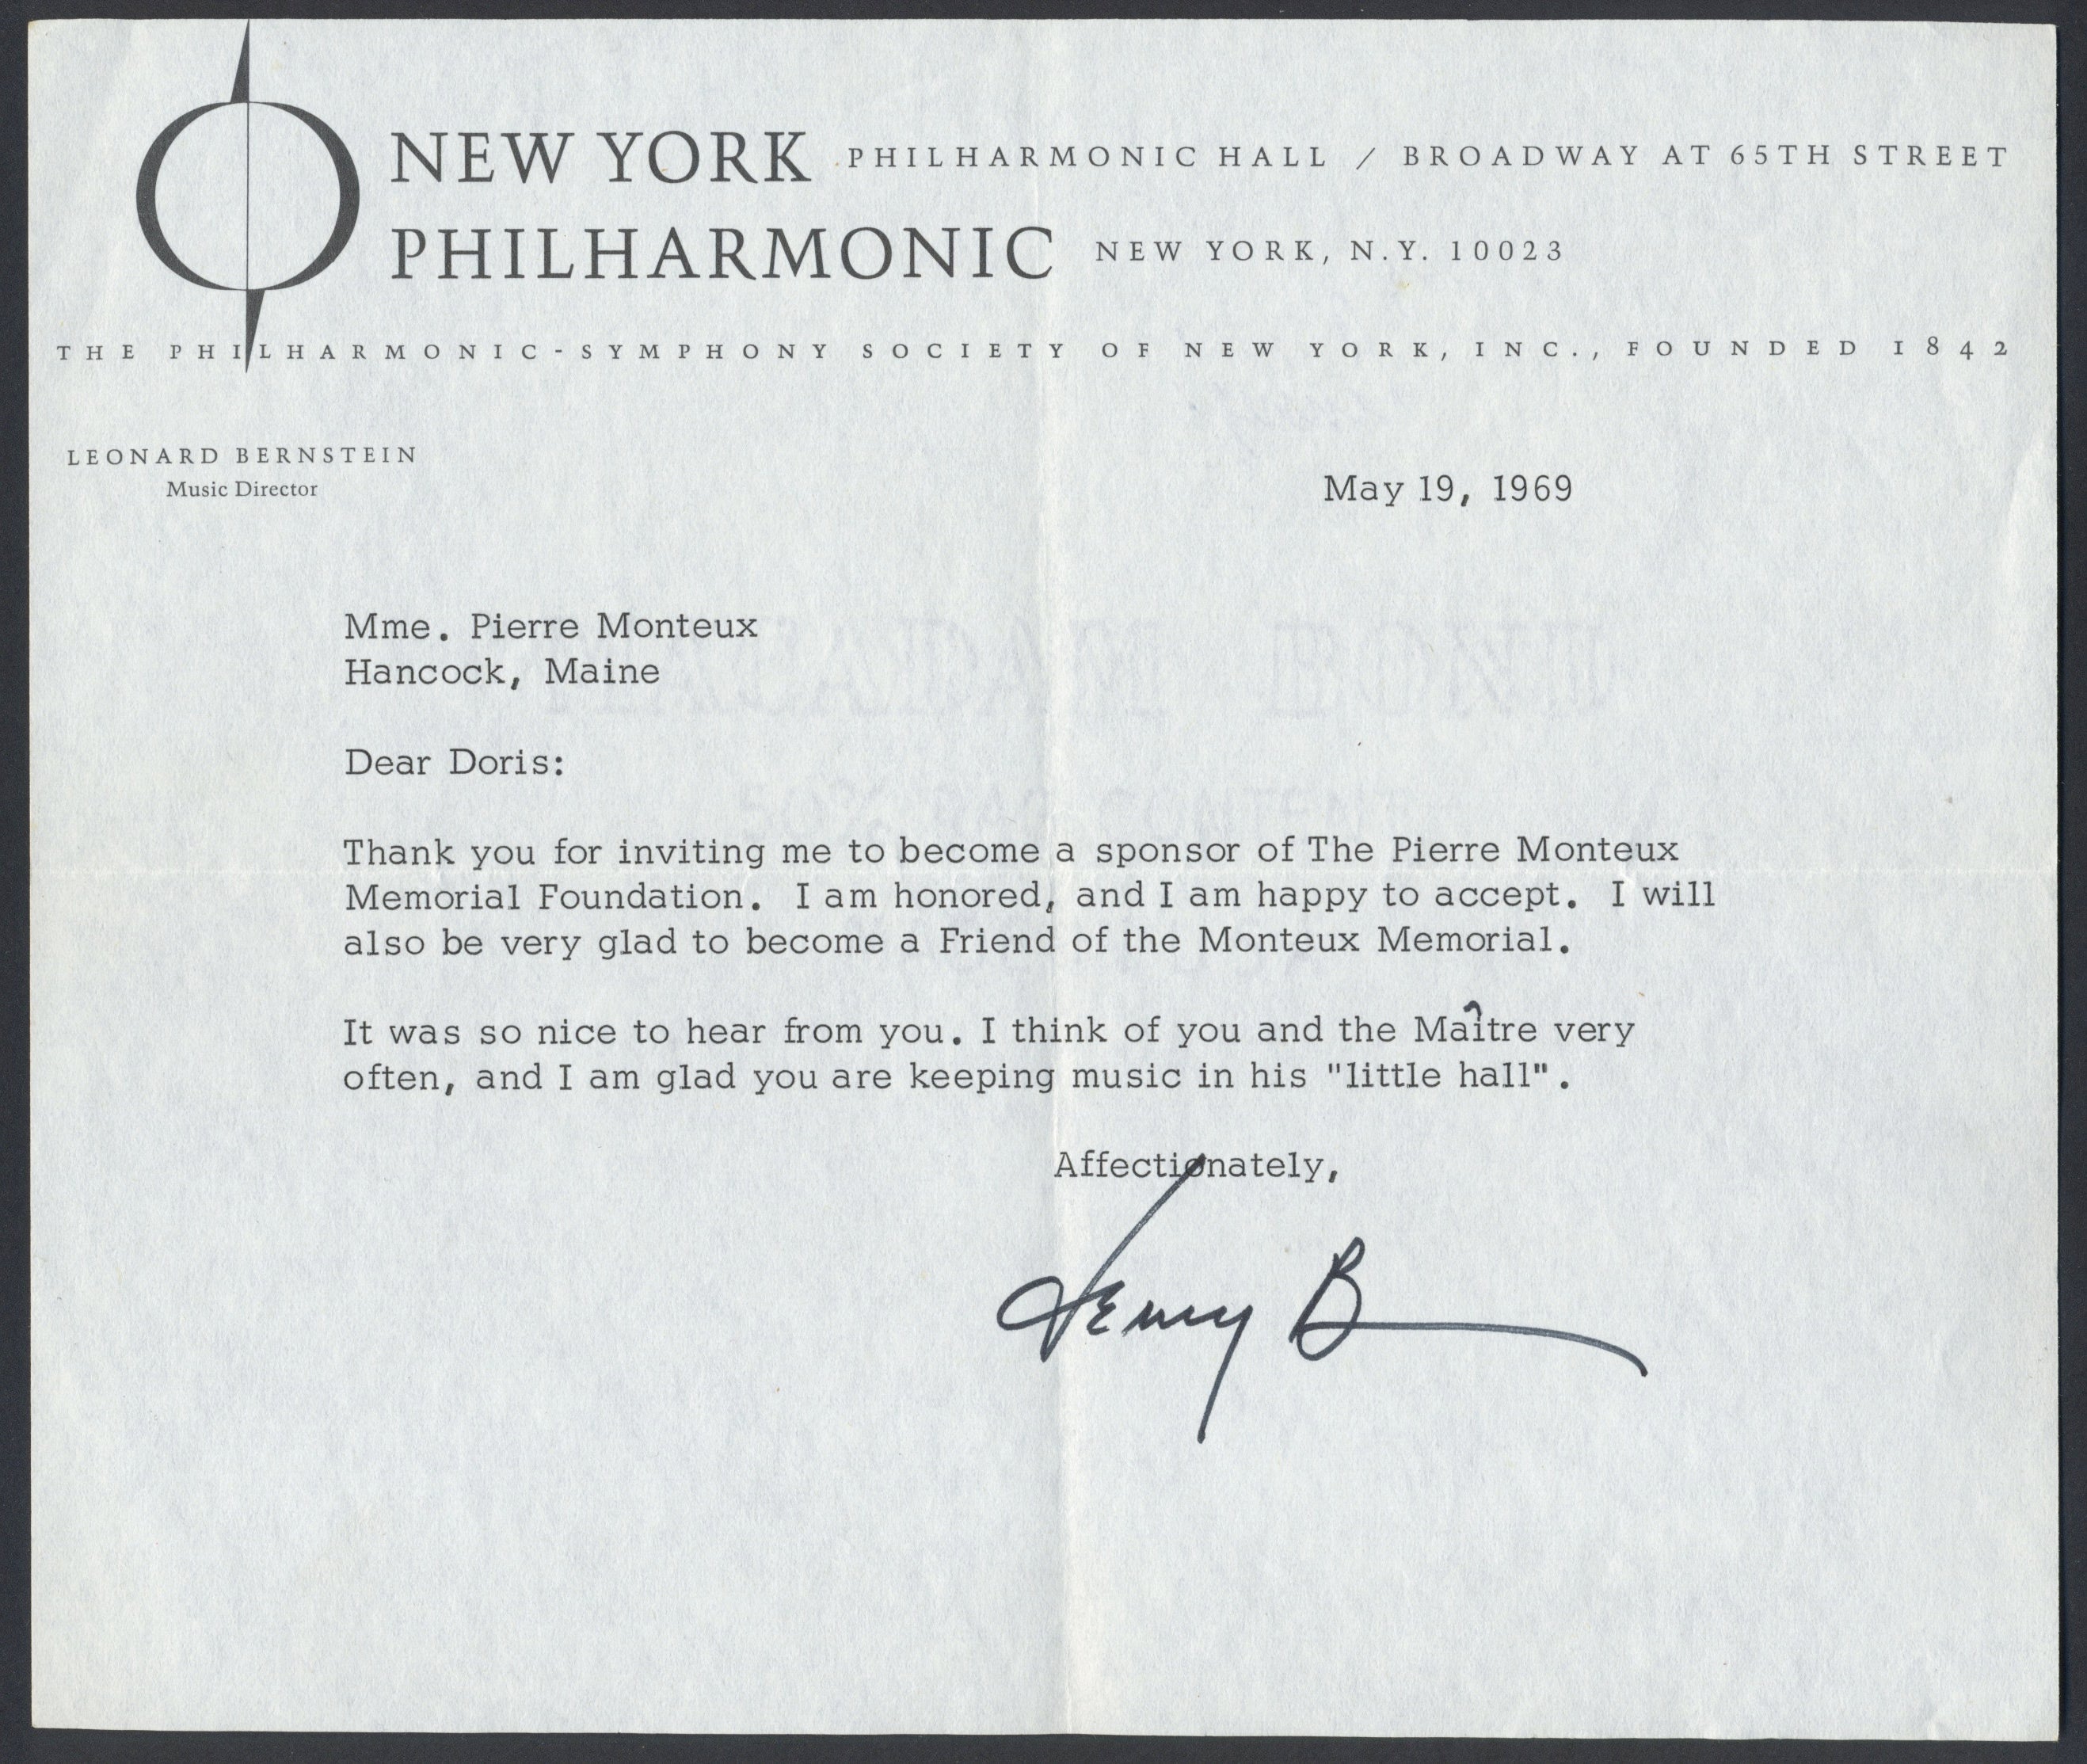 NEW YORK PHILHARMONIC HALL / BROADWAY AT 65TH STREET
PHILHARMONIC NEW YORK, N.Y. 10023
THE PHILHARMONIC-SYMPHONY SOCIETY OF NEW YORK, INC., FOUNDED 1842
LEONARD BERNSTEIN
Music Director
May 19, 1969
Mme. Pierre Monteux
Hancock, Maine
Dear Doris:
Thank you for inviting me to become a sponsor of The Pierre Monteux
Memorial Foundation. I am honored, and I am happy to accept. I will
also be very glad to become a Friend of the Monteux Memorial.
It was so nice to hear from you. I think of you and the Maître very
often, and I am glad you are keeping music in his "little hall".
Affectionately,
Lenny B